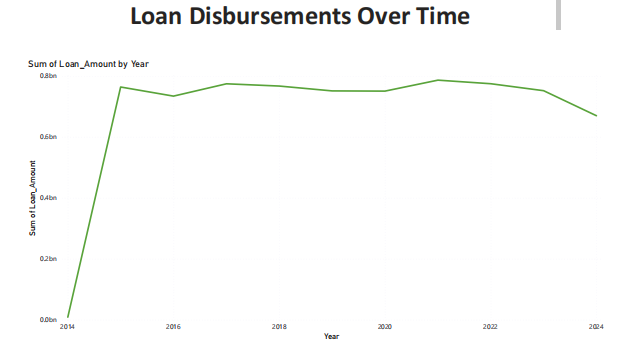 Loan Disbursements Over Time
Sum of Loan_Amount by Year
0.8bn
0.6bn
0.4bn
0.2bn
0.0bn
Sum of Loan_Amount
2014 2016 2018 2020 2022 2024
Year